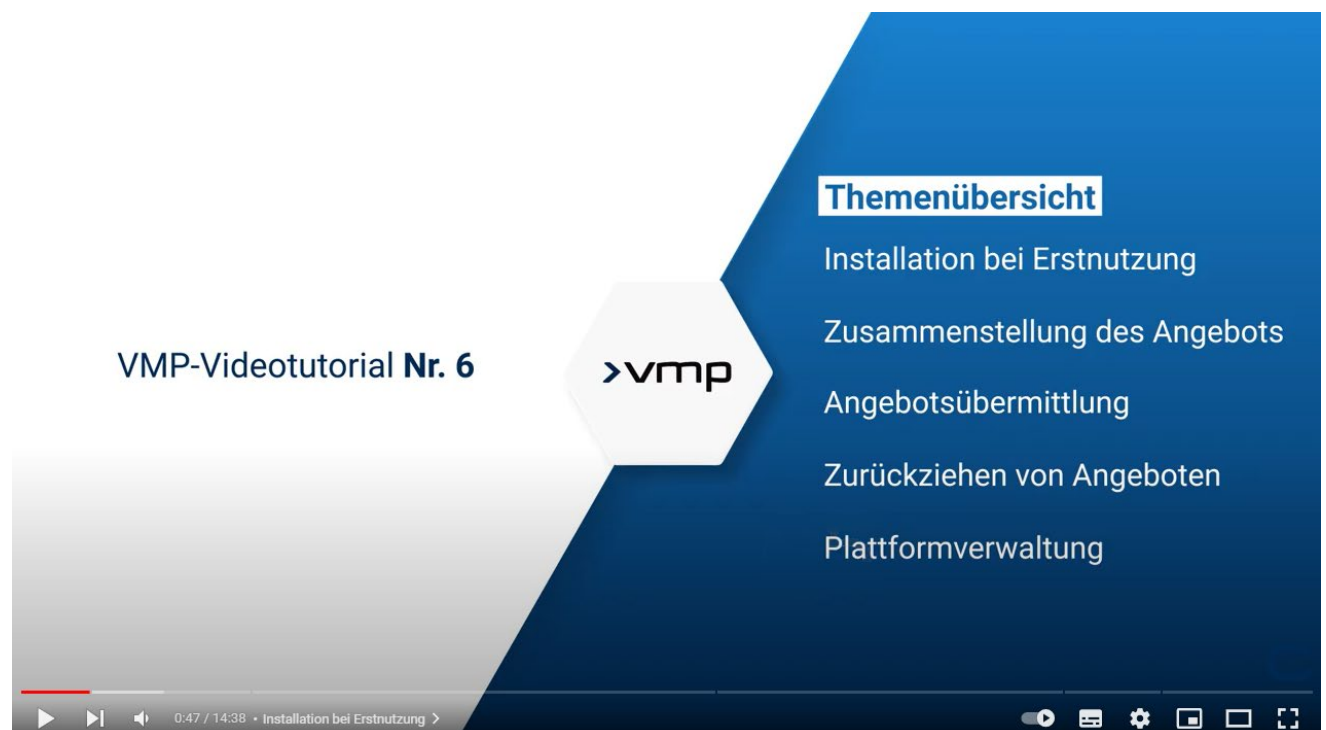 VMP-Videotutorial Nr. 6
>vmp
Themenübersicht
Installation bei Erstnutzung
Zusammenstellung des Angebots
Angebotsübermittlung
Zurückziehen von Angeboten
Plattformverwaltung
0:47 / 14:38 • Installation bei Erstnutzung >